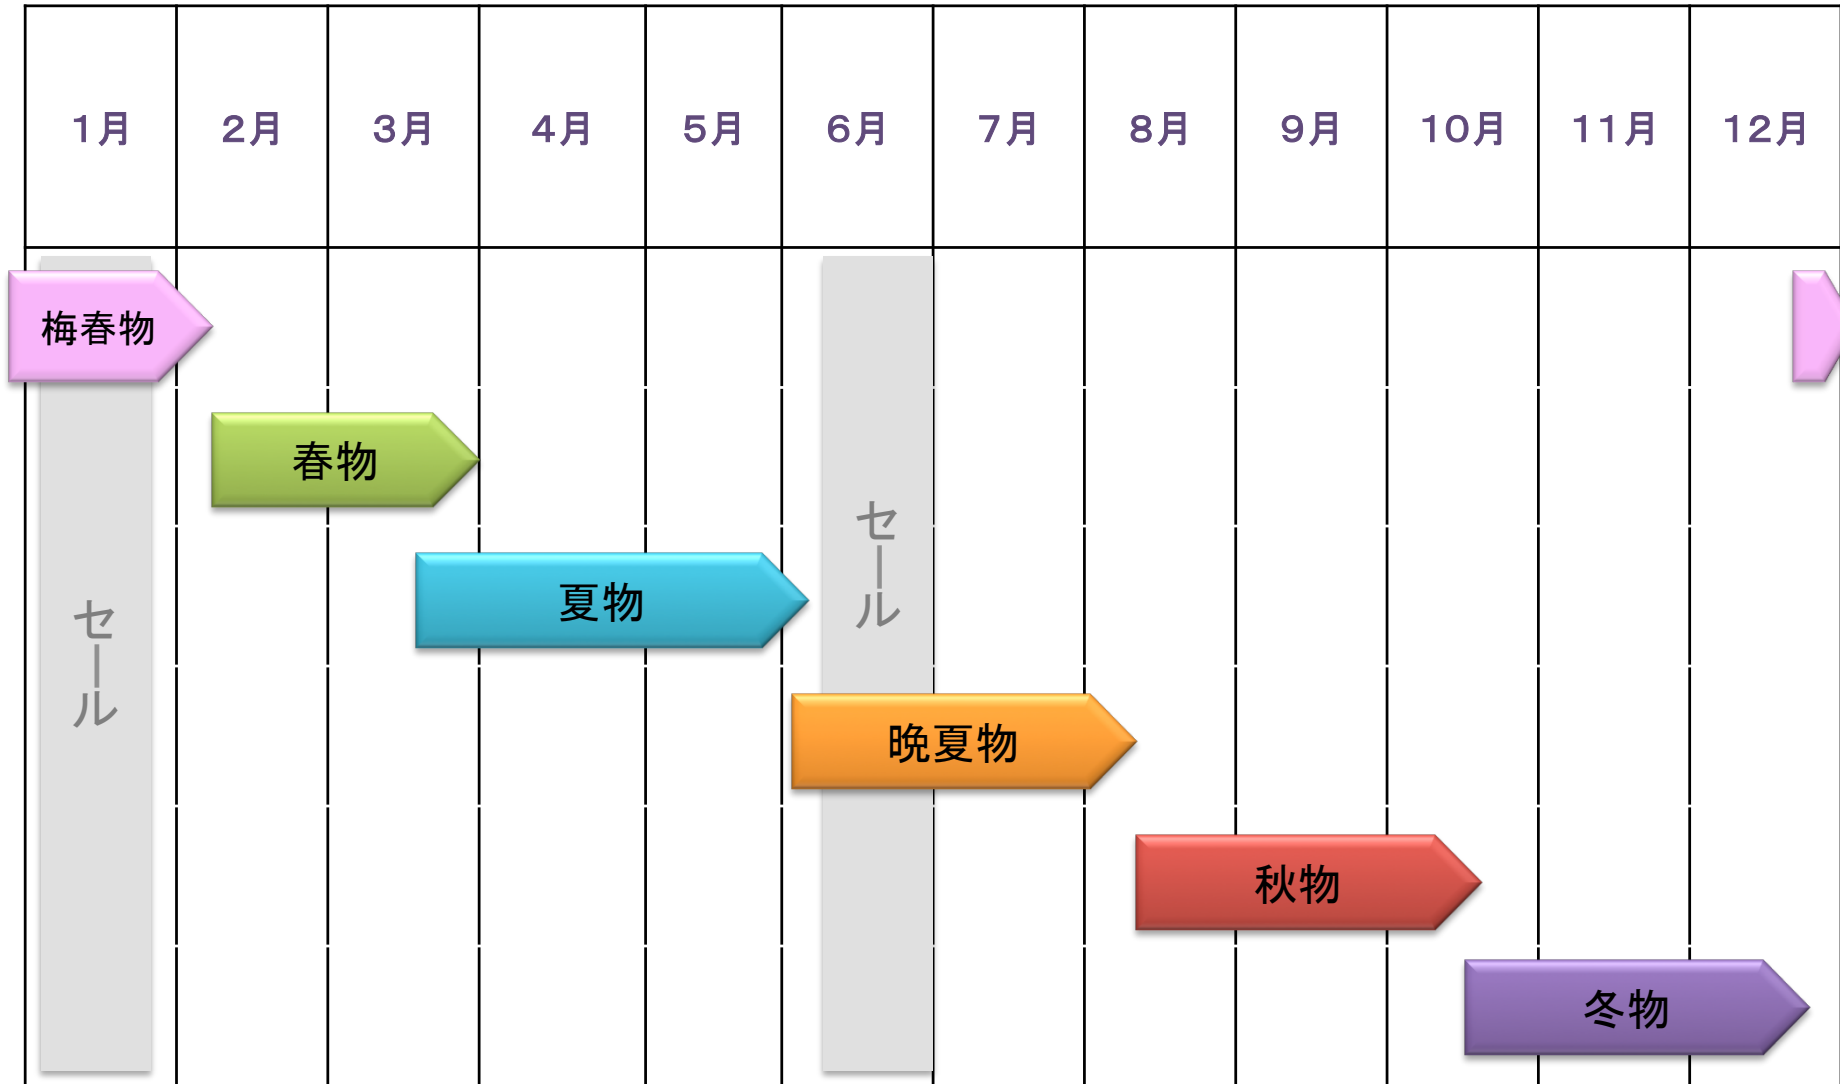 1月 2月 3月 4月 5月 6月 7月 8月 9月 10月 11月 12月
梅春物
春物
セール
夏物
セール
晩夏物
秋物
冬物